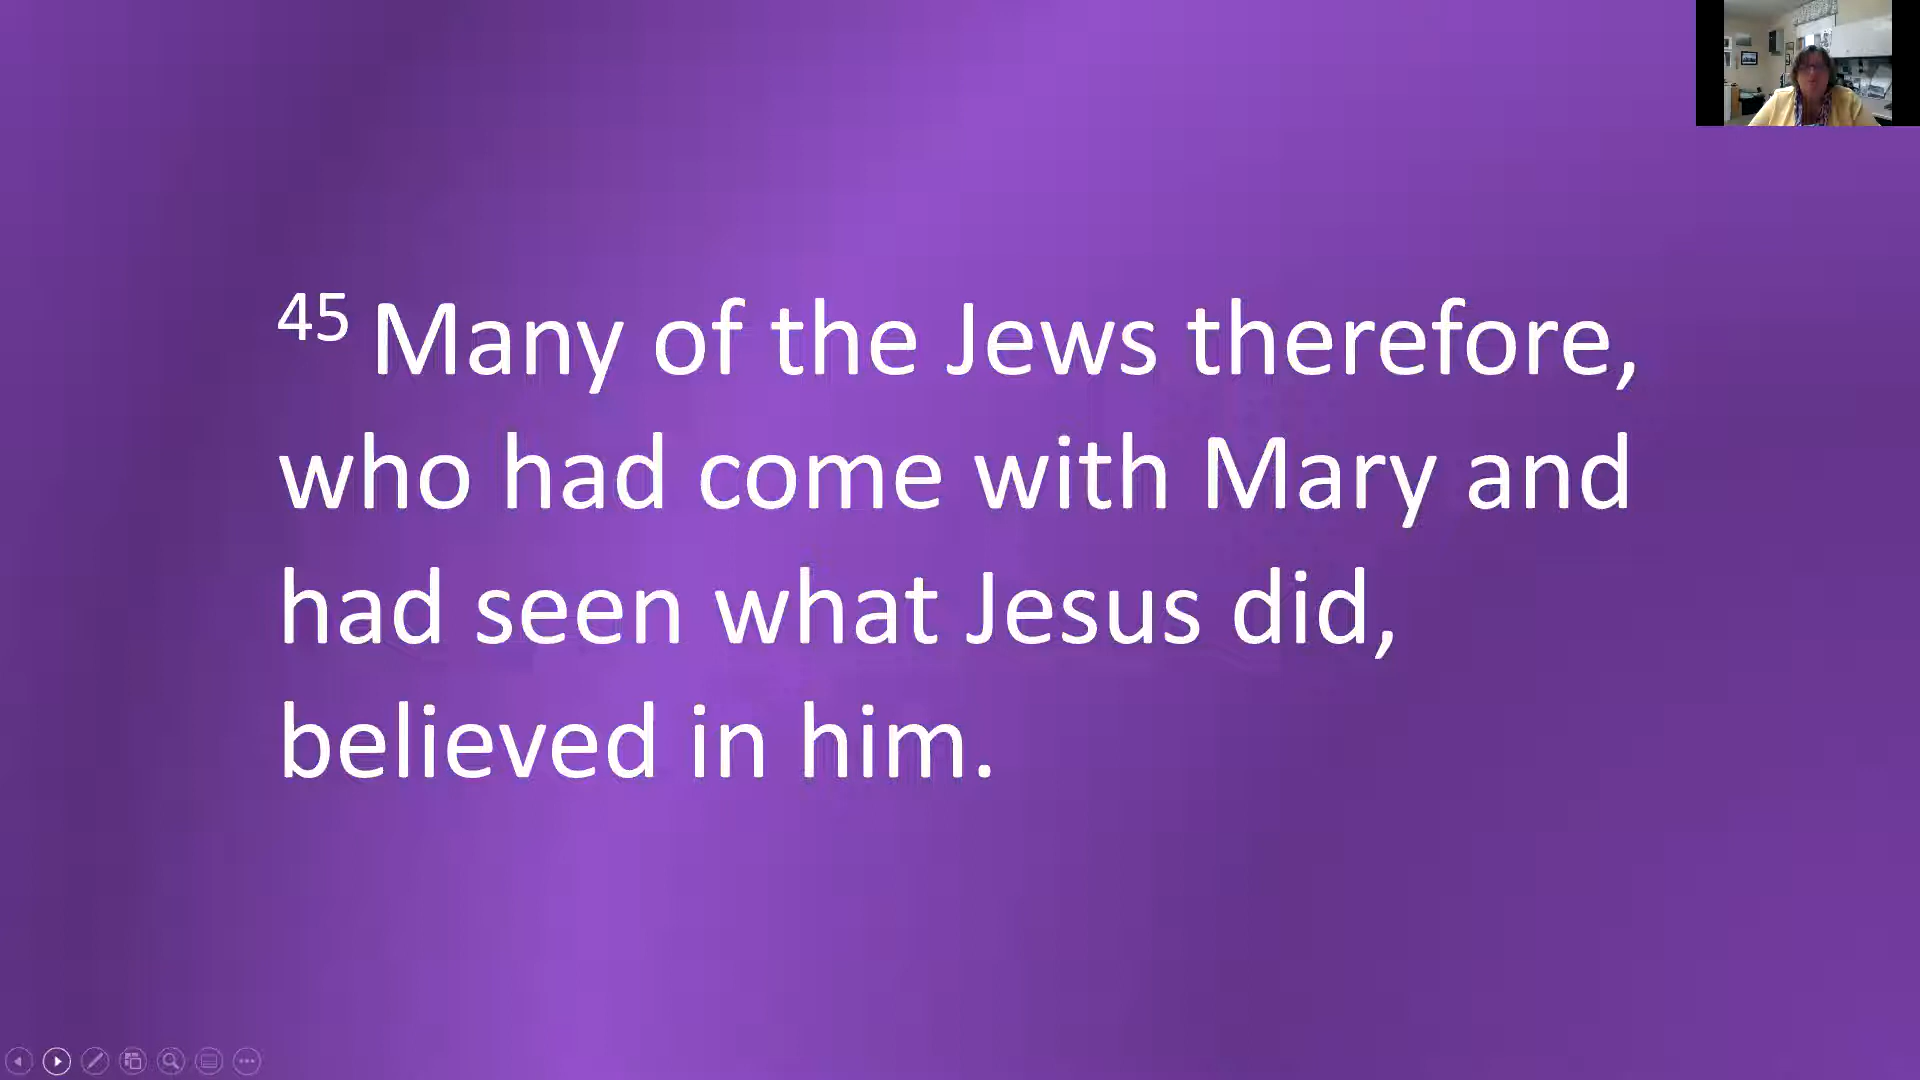 45 Many of the Jews therefore,
who had come with Mary and
had seen what Jesus did,
believed in him.